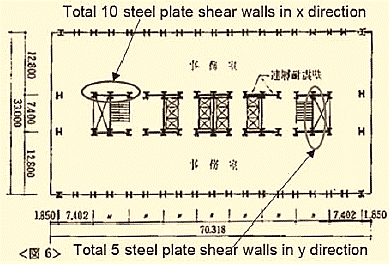 Total 10 steel plate shear walls in x direction
12,800
7,400
33,000
12,800
事務室
連層耐震壁
事務室
1,850 7,402 〃 〃 〃 〃 〃 〃 〃 7,402 1,850
70.318
<図 6>
Total 5 steel plate shear walls in y direction